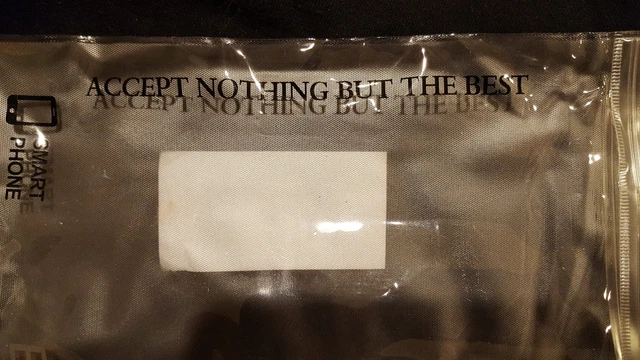 ACCEPT NOTHING BUT THE BEST
SMART
PHONE